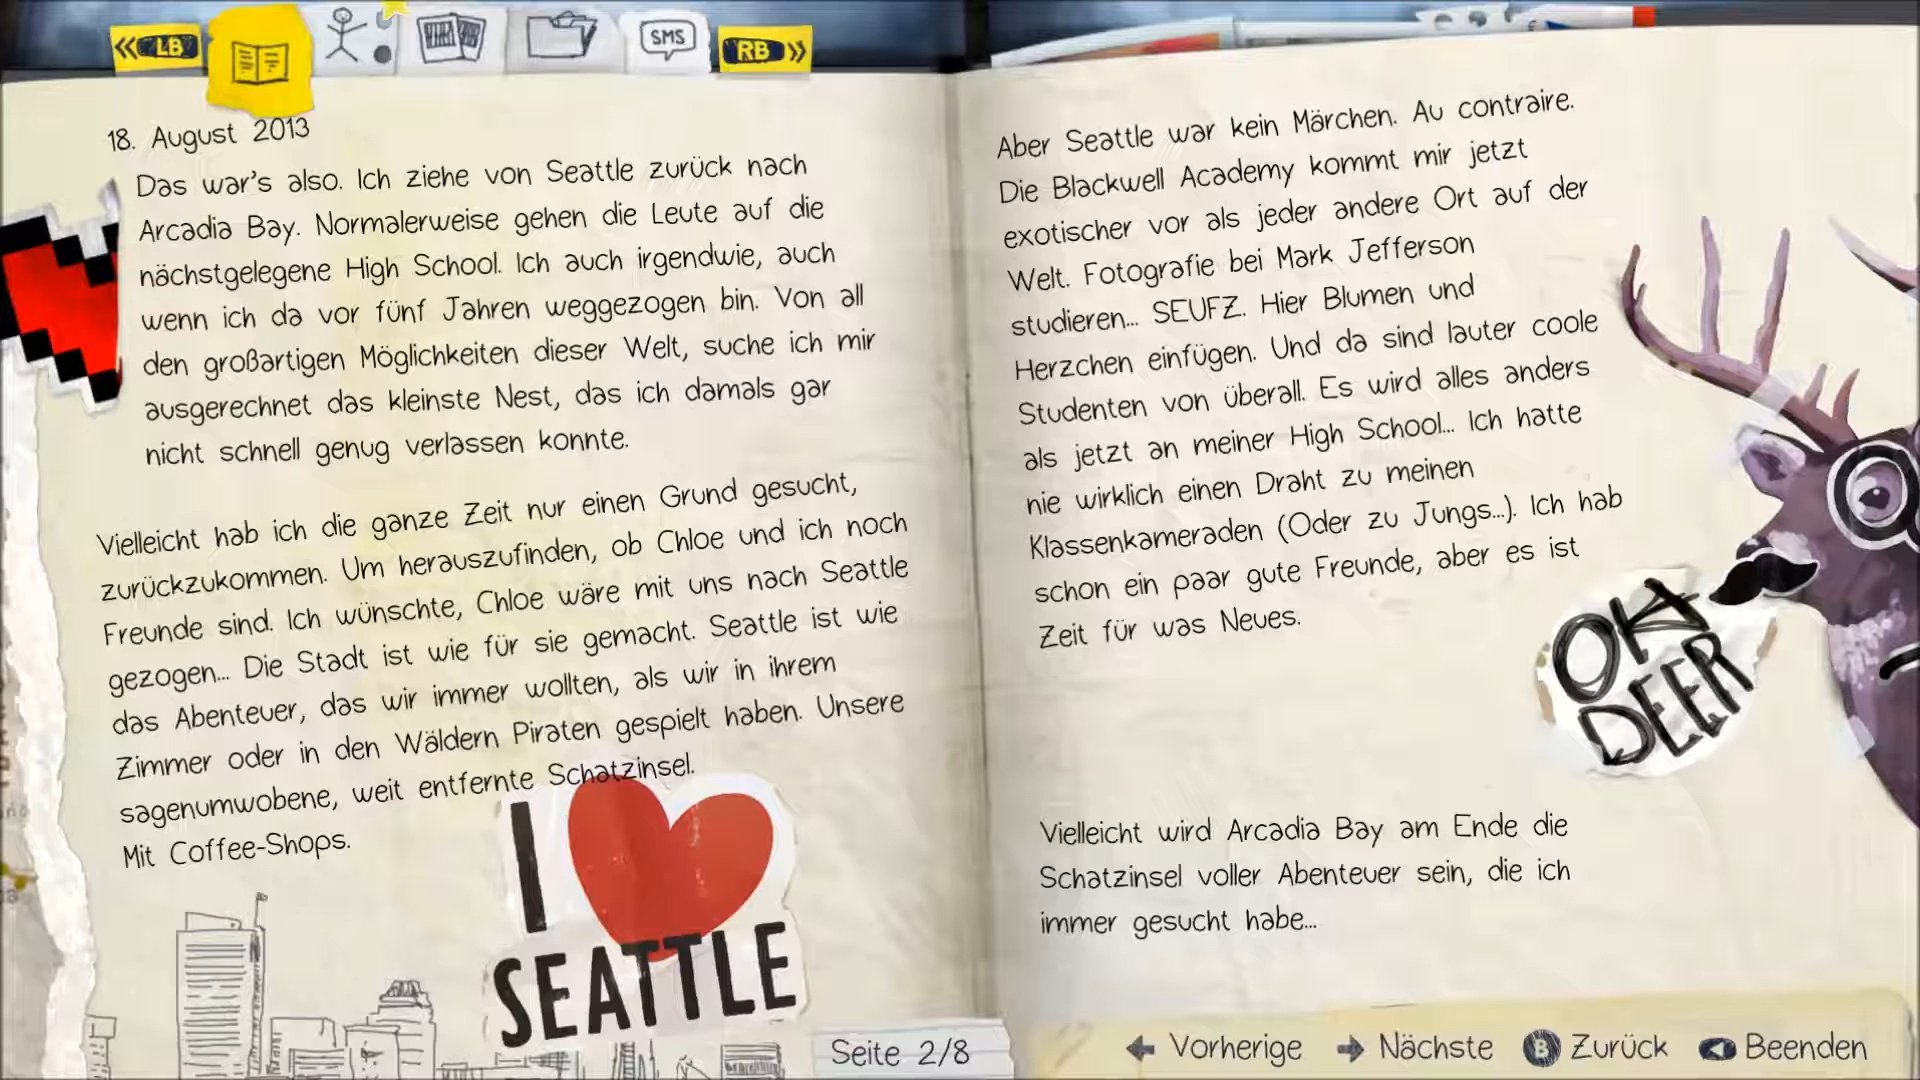 LB
SMS
RB
18. August 2013
Das war's also. Ich ziehe von Seattle zurück nach
Arcadia Bay. Normalerweise gehen die Leute auf die
nächstgelegene High School. Ich auch irgendwie, auch
wenn ich da vor fünf Jahren weggezogen bin. Von all
den großartigen Möglichkeiten dieser Welt, suche ich mir
ausgerechnet das kleinste Nest, das ich damals gar
nicht schnell genug verlassen konnte.
Vielleicht hab ich die ganze Zeit nur einen Grund gesucht,
zurückzukommen. Um herauszufinden, ob Chloe und ich noch
Freunde sind. Ich wünschte, Chloe wäre mit uns nach Seattle
gezogen... Die Stadt ist wie für sie gemacht. Seattle ist wie
das Abenteuer, das wir immer wollten, als wir in ihrem
Zimmer oder in den Wäldern Piraten gespielt haben. Unsere
sagenumwobene, weit entfernte Schatzinsel.
Mit Coffee-Shops.
I
SEATTLE
Seite 2/8
Aber Seattle war kein Märchen. Au contraire.
Die Blackwell Academy kommt mir jetzt
exotischer vor als jeder andere Ort auf der
Welt. Fotografie bei Mark Jefferson
studieren... SEUFZ. Hier Blumen und
Herzchen einfügen. Und da sind lauter coole
Studenten von überall. Es wird alles anders
als jetzt an meiner High School... Ich hatte
nie wirklich einen Draht zu meinen
Klassenkameraden (Oder zu Jungs...). Ich hab
schon ein paar gute Freunde, aber es ist
Zeit für was Neues.
OKAY
DEER
Vielleicht wird Arcadia Bay am Ende die
Schatzinsel voller Abenteuer sein, die ich
immer gesucht habe...
Vorherige
Nächste
B Zurück
Beenden